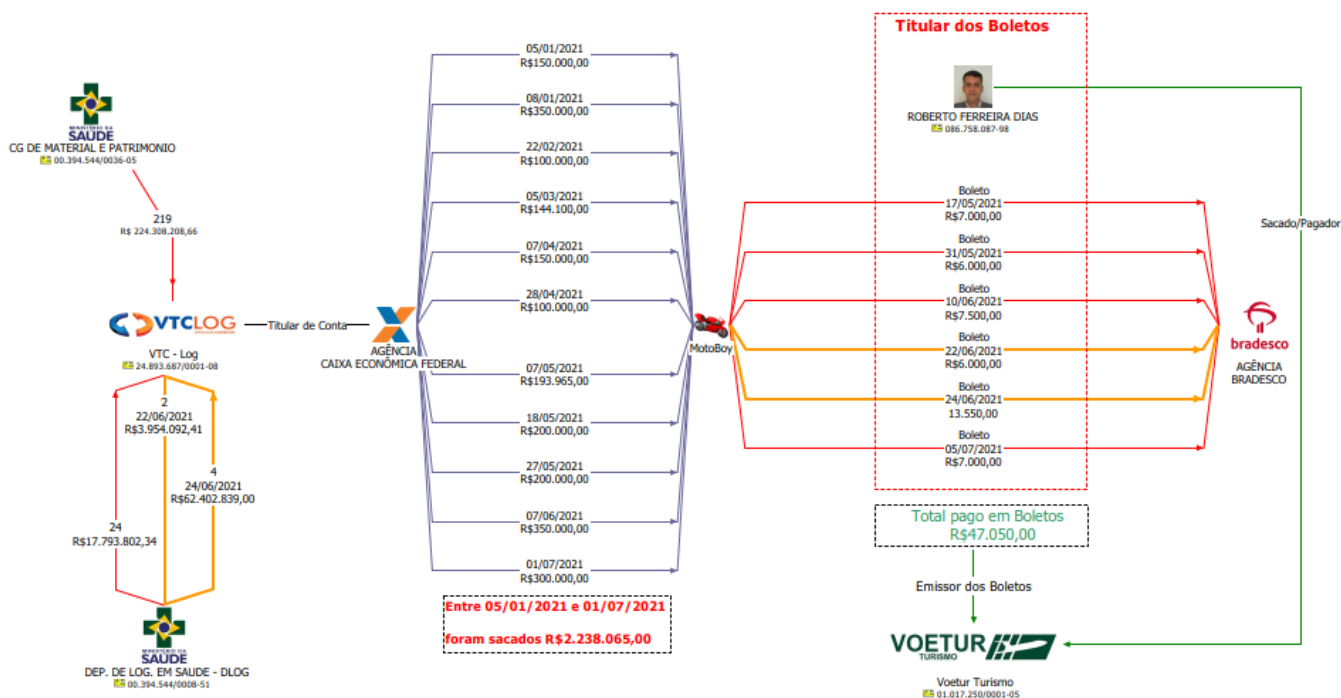 MINISTÉRIO DA
SAÚDE
CG DE MATERIAL E PATRIMONIO
00.394.544/0036-05
219
R$ 224.308.208,66
VTCLOG
VTC - Log
24.893.687/0001-08
Titular de Conta
2
22/06/2021
R$3.954.092,41
4
24/06/2021
R$62.402.839,00
24
R$17.793.802,34
MINISTÉRIO DA
SAÚDE
DEP. DE LOG. EM SAUDE - DLOG
00.394.544/0008-51
AGÊNCIA
CAIXA ECONÔMICA FEDERAL
05/01/2021
R$150.000,00
08/01/2021
R$350.000,00
22/02/2021
R$100.000,00
05/03/2021
R$144.100,00
07/04/2021
R$150.000,00
28/04/2021
R$100.000,00
07/05/2021
R$193.965,00
18/05/2021
R$200.000,00
27/05/2021
R$200.000,00
07/06/2021
R$350.000,00
01/07/2021
R$300.000,00
Entre 05/01/2021 e 01/07/2021
foram sacados R$2.238.065,00
MotoBoy
Titular dos Boletos
ROBERTO FERREIRA DIAS
086.758.087-98
Boleto
17/05/2021
R$7.000,00
Boleto
31/05/2021
R$6.000,00
Boleto
10/06/2021
R$7.500,00
Boleto
22/06/2021
R$6.000,00
Boleto
24/06/2021
13.550,00
Boleto
05/07/2021
R$7.000,00
Total pago em Boletos
R$47.050,00
Emissor dos Boletos
VOETUR
TURISMO
Voetur Turismo
01.017.250/0001-05
Sacado/Pagador
bradesco
AGÊNCIA
BRADESCO